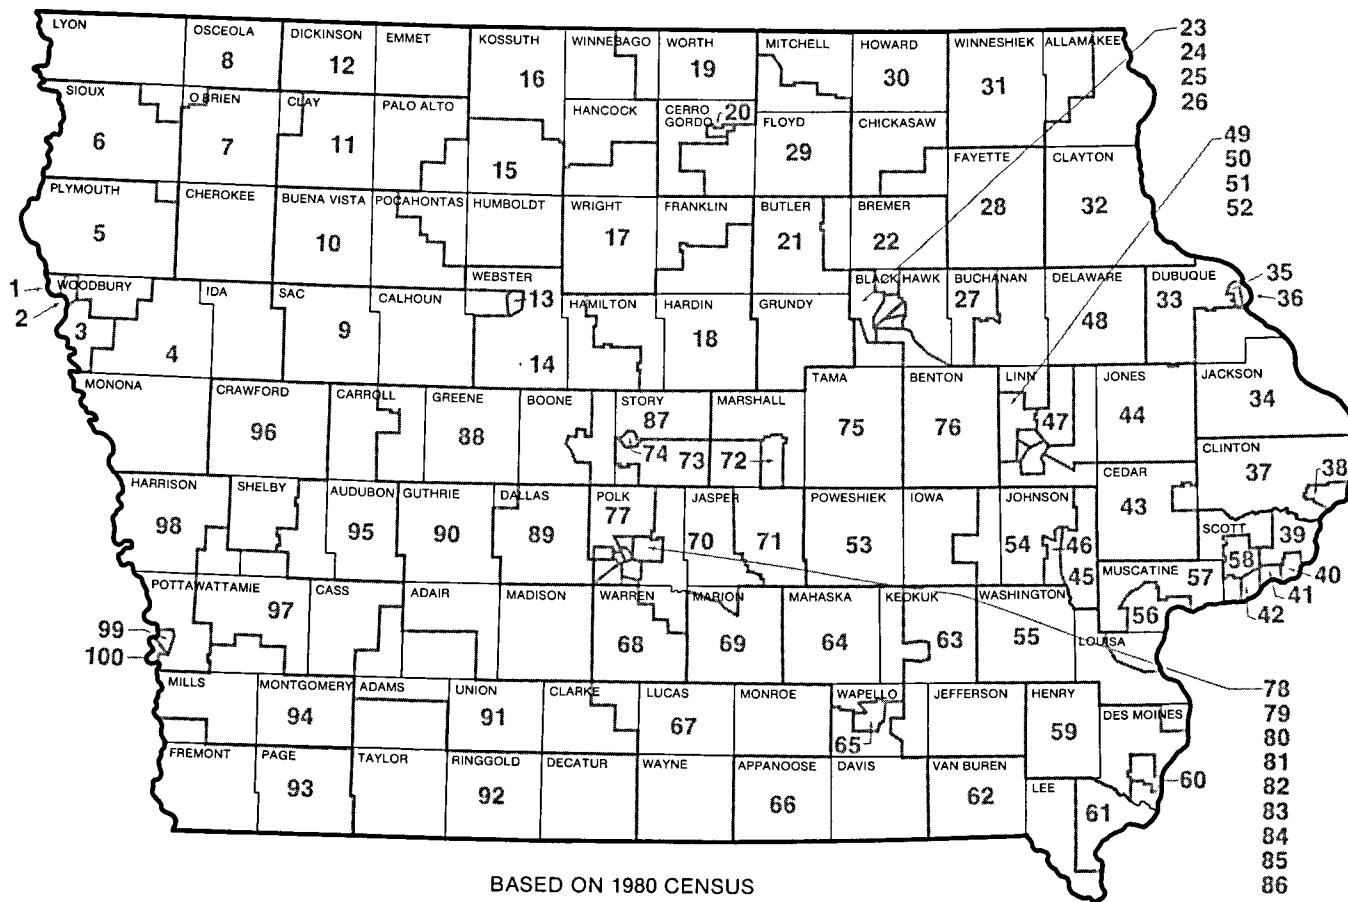 LYON
OSCEOLA
8
DICKINSON
12
EMMET
KOSSUTH
16
WINNEBAGO
WORTH
19
MITCHELL
HOWARD
30
WINNESHIEK
31
ALLAMAKEE
23
24
25
26
SIOUX
6
O'BRIEN
7
CLAY
11
PALO ALTO
15
HANCOCK
CERRO
GORDO
20
FLOYD
29
CHICKASAW
FAYETTE
28
CLAYTON
32
49
50
51
52
PLYMOUTH
5
CHEROKEE
BUENA VISTA
10
POCAHONTAS
HUMBOLDT
WRIGHT
17
FRANKLIN
BUTLER
21
BREMER
22
1
2
WOODBURY
3
4
IDA
SAC
9
CALHOUN
WEBSTER
13
14
HAMILTON
HARDIN
18
GRUNDY
BLACK HAWK
BUCHANAN
27
DELAWARE
48
DUBUQUE
33
35
36
MONONA
CRAWFORD
96
CARROLL
GREENE
88
BOONE
STORY
87
74
73
MARSHALL
72
TAMA
75
BENTON
76
LINN
47
JONES
44
JACKSON
34
HARRISON
98
SHELBY
AUDUBON
95
GUTHRIE
90
DALLAS
89
POLK
77
JASPER
70
71
POWESHIEK
53
IOWA
JOHNSON
54
46
45
CEDAR
43
CLINTON
37
38
SCOTT
39
58
40
41
42
POTTAWATTAMIE
97
99
100
CASS
ADAIR
MADISON
WARREN
68
MARION
69
MAHASKA
64
KEOKUK
63
WASHINGTON
55
MUSCATINE
57
56
LOUISA
MILLS
MONTGOMERY
94
ADAMS
UNION
91
CLARKE
LUCAS
67
MONROE
WAPELLO
65
JEFFERSON
HENRY
59
DES MOINES
60
78
79
80
81
82
83
84
85
86
FREMONT
PAGE
93
TAYLOR
RINGGOLD
92
DECATUR
WAYNE
APPANOOSE
66
DAVIS
VAN BUREN
62
LEE
61
BASED ON 1980 CENSUS